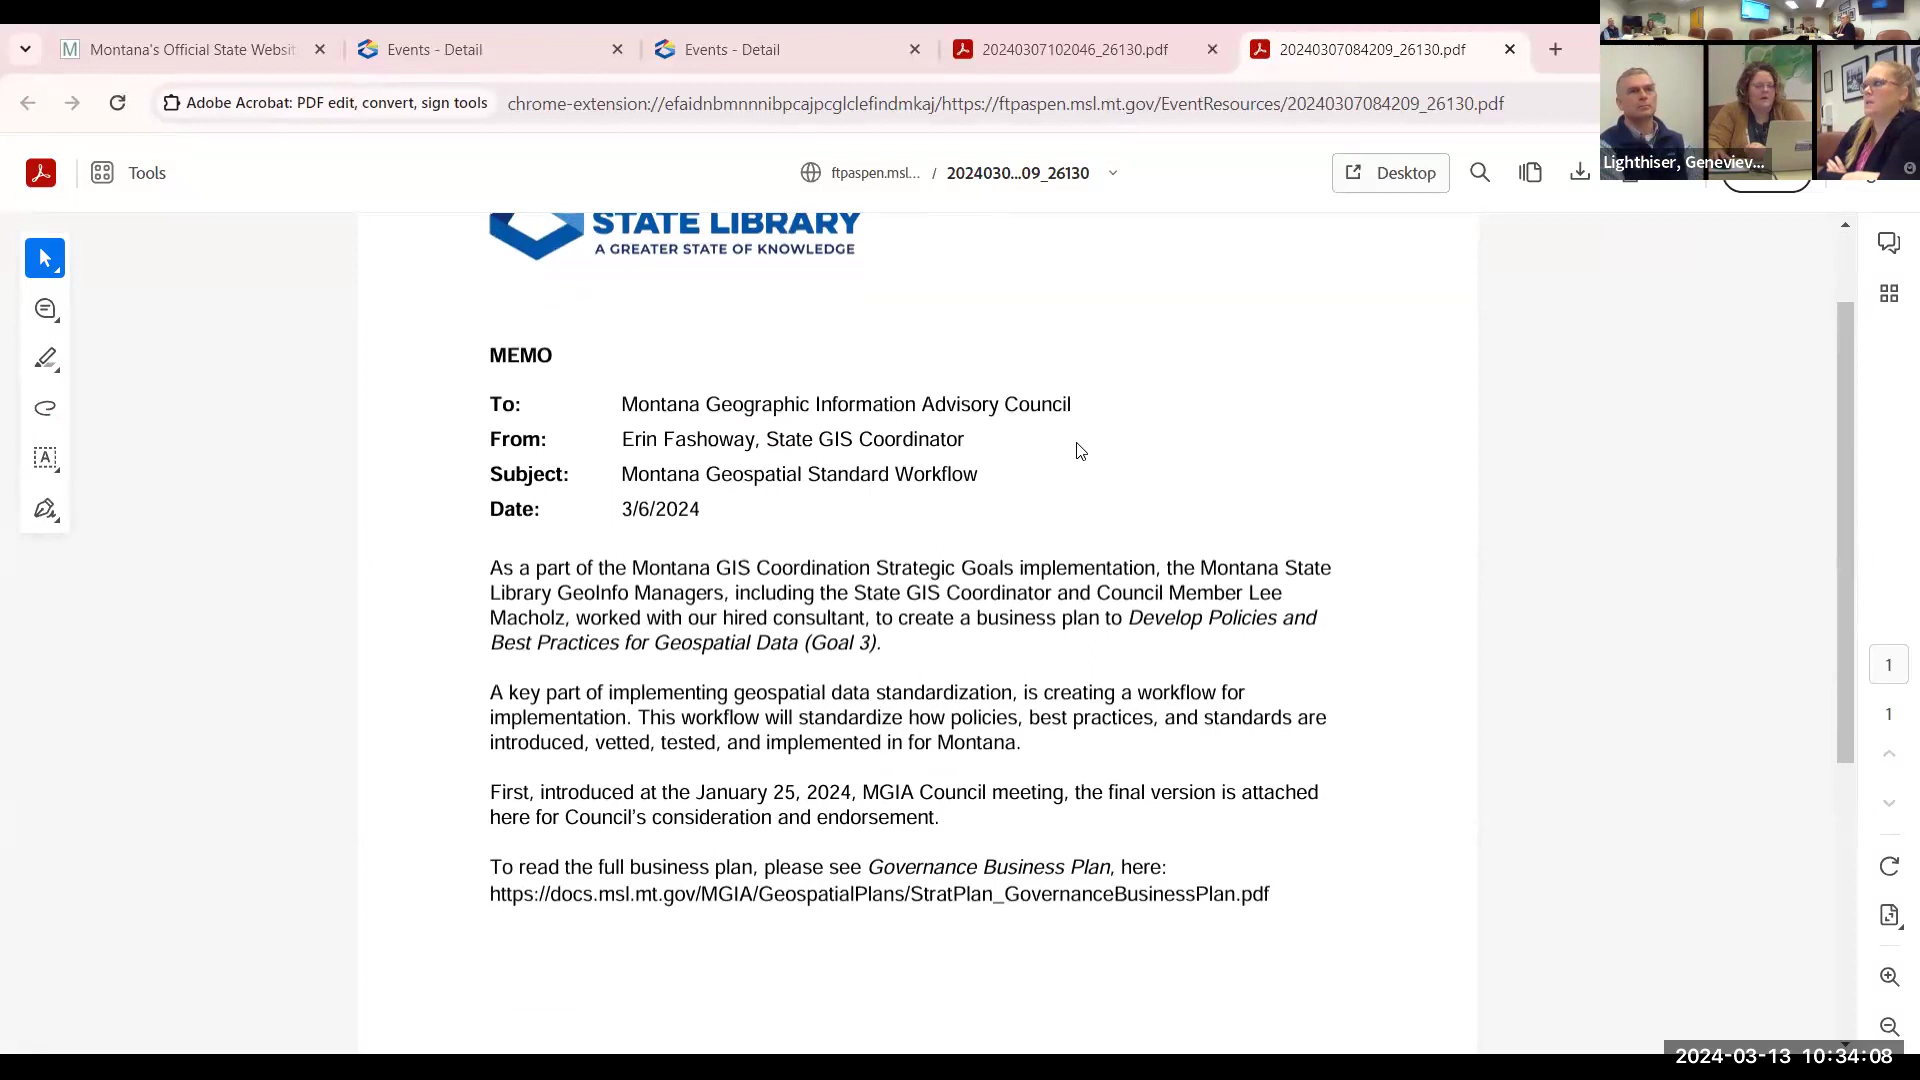 Montana's Official State Websit
Events - Detail
Events - Detail
20240307102046_26130.pdf
20240307084209_26130.pdf
Adobe Acrobat: PDF edit, convert, sign tools
chrome-extension://efaidnbmnnnibpcajpcglclefindmkaj/https://ftpaspen.msl.mt.gov/EventResources/20240307084209_26130.pdf
Lighthiser, Geneviev...
Tools
ftpaspen.msl... / 2024030...09_26130
Desktop
STATE LIBRARY
A GREATER STATE OF KNOWLEDGE
MEMO
To: Montana Geographic Information Advisory Council
From: Erin Fashoway, State GIS Coordinator
Subject: Montana Geospatial Standard Workflow
Date: 3/6/2024
As a part of the Montana GIS Coordination Strategic Goals implementation, the Montana State
Library GeoInfo Managers, including the State GIS Coordinator and Council Member Lee
Macholz, worked with our hired consultant, to create a business plan to Develop Policies and
Best Practices for Geospatial Data (Goal 3).
A key part of implementing geospatial data standardization, is creating a workflow for
implementation. This workflow will standardize how policies, best practices, and standards are
introduced, vetted, tested, and implemented in for Montana.
First, introduced at the January 25, 2024, MGIA Council meeting, the final version is attached
here for Council's consideration and endorsement.
To read the full business plan, please see Governance Business Plan, here:
https://docs.msl.mt.gov/MGIA/GeospatialPlans/StratPlan_GovernanceBusinessPlan.pdf
1
1
2024-03-13 10:34:08